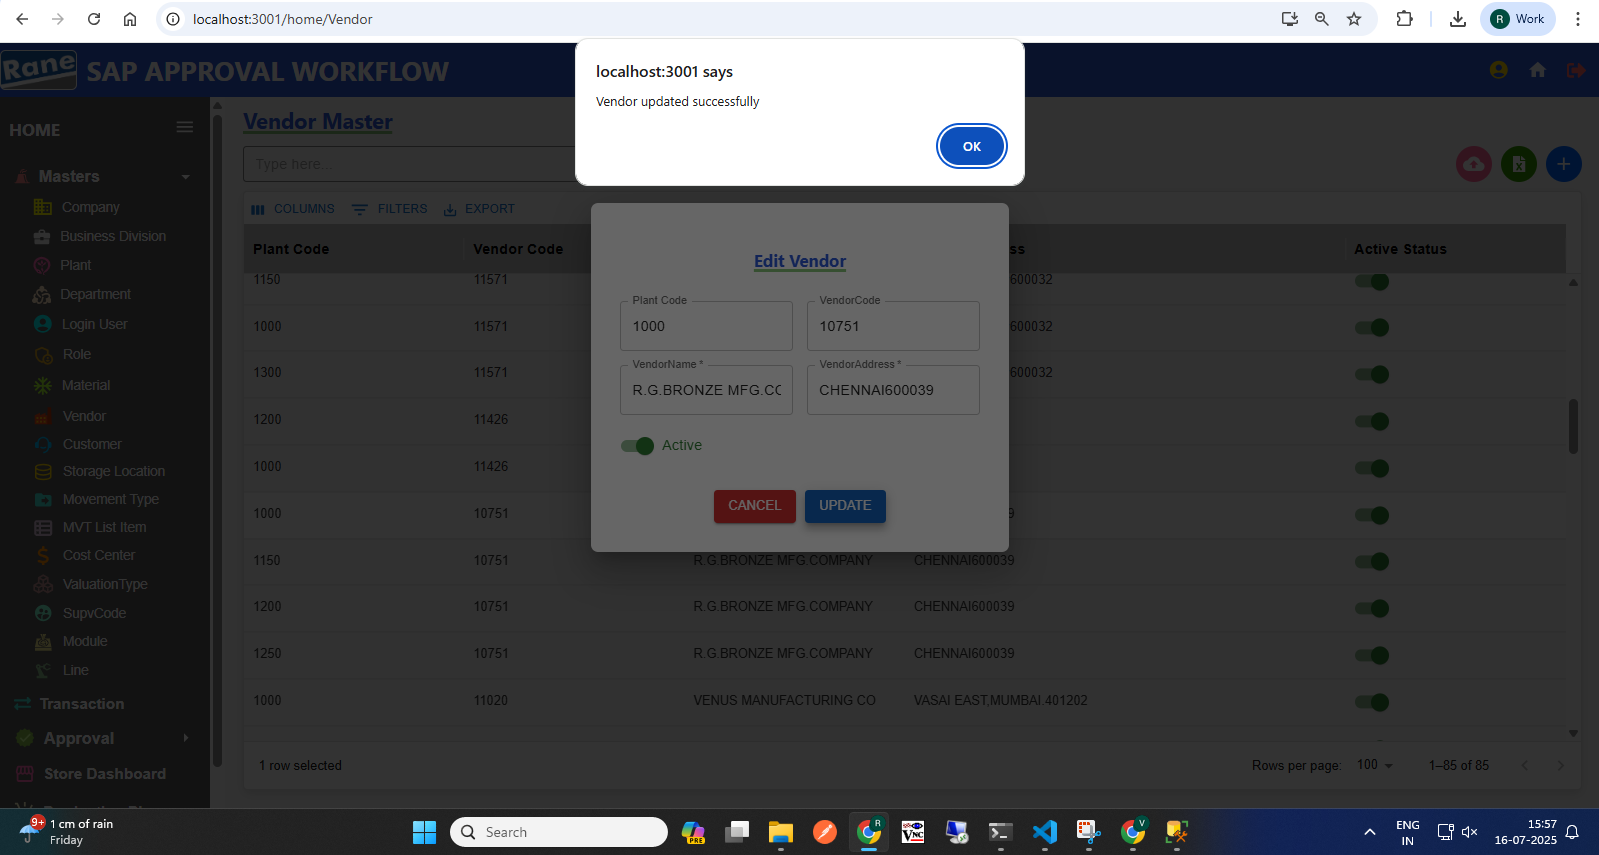 localhost:3001/home/Vendor
R
Work
Rane
SAP APPROVAL WORKFLOW
localhost:3001 says
Vendor updated successfully
OK
HOME
Masters
Company
Business Division
Plant
Department
Login User
Role
Material
Vendor
Customer
Storage Location
Movement Type
MVT List Item
Cost Center
ValuationType
SupvCode
Module
Line
Transaction
Approval
Store Dashboard
Vendor Master
Type here...
COLUMNS FILTERS EXPORT
Plant Code Vendor Code ss Active Status
1150 11571 600032
1000 11571 600032
1300 11571 600032
1200 11426
1000 11426
1000 10751 9
1150 10751 R.G.BRONZE MFG.COMPANY CHENNAI600039
1200 10751 R.G.BRONZE MFG.COMPANY CHENNAI600039
1250 10751 R.G.BRONZE MFG.COMPANY CHENNAI600039
1000 11020 VENUS MANUFACTURING CO VASAI EAST,MUMBAI.401202
1 row selected
Rows per page: 100 1–85 of 85
Edit Vendor
Plant Code
1000
VendorCode
10751
VendorName *
R.G.BRONZE MFG.CC
VendorAddress *
CHENNAI600039
Active
CANCEL UPDATE
9+
1 cm of rain
Friday
Search
PRE
R
VNC
V
ENG
IN
15:57
16-07-2025